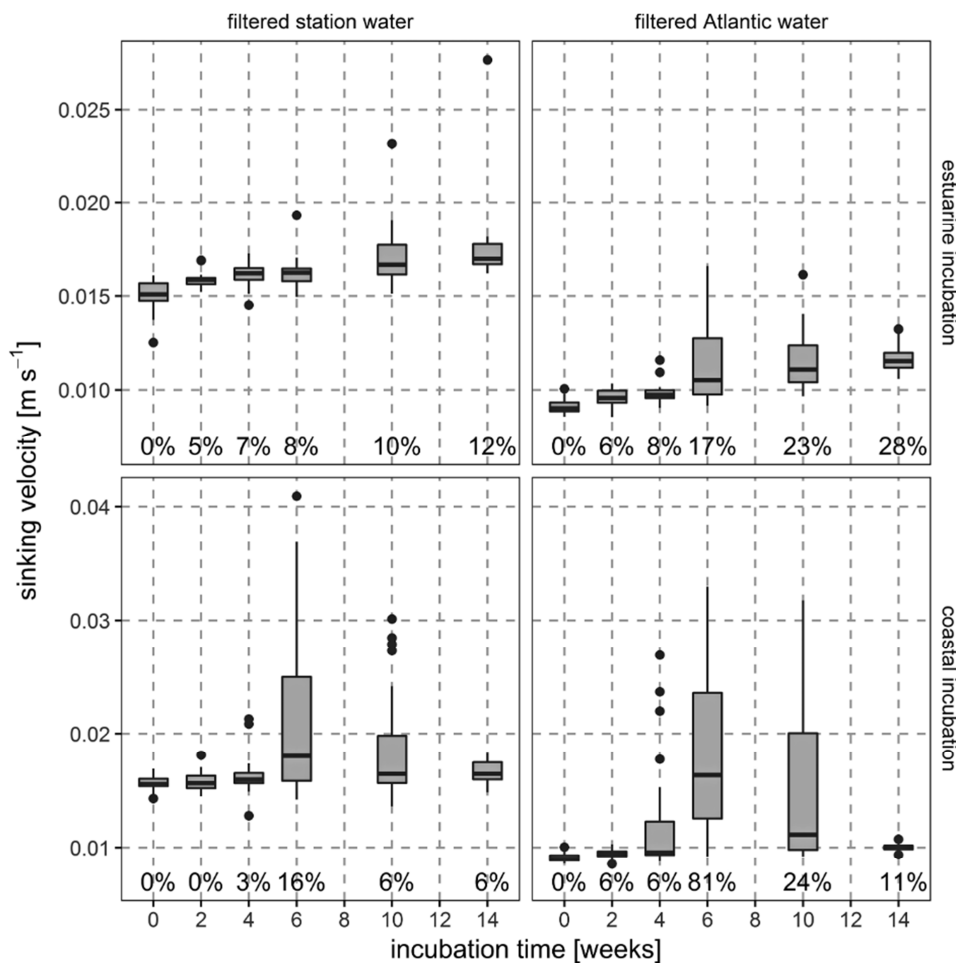 filtered station water
filtered Atlantic water
0.025
0.020
0.015
0.010
0% 5% 7% 8% 10% 12%
0% 6% 8% 17% 23% 28%
estuarine incubation
sinking velocity [m s⁻¹]
0.04
0.03
0.02
0.01
0% 0% 3% 16% 6% 6%
0% 6% 6% 81% 24% 11%
coastal incubation
0 2 4 6 8 10 12 14
0 2 4 6 8 10 12 14
incubation time [weeks]